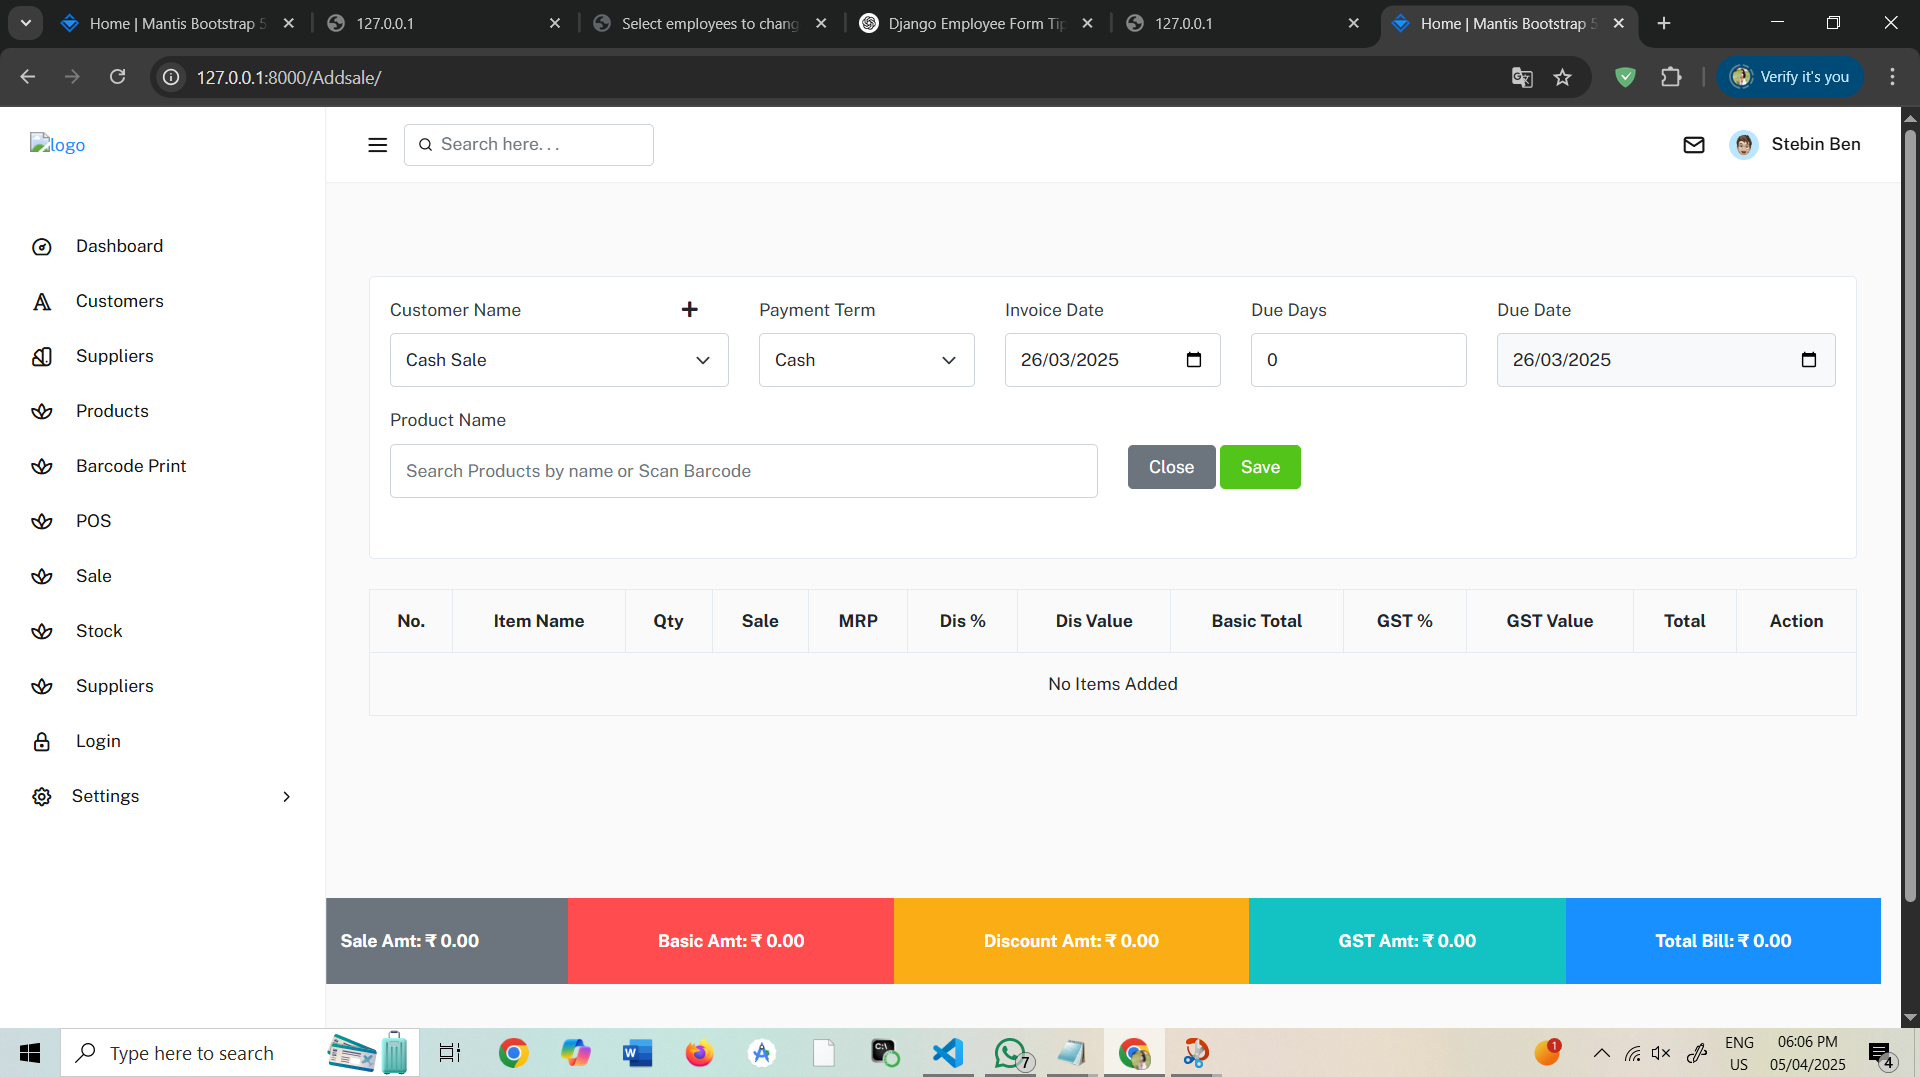 Home | Mantis Bootstrap 5
127.0.0.1
Select employees to chang
Django Employee Form Tip
127.0.0.1
Home | Mantis Bootstrap 5
127.0.0.1:8000/Addsale/
Verify it's you
logo
Search here. . .
Stebin Ben
Dashboard
Customers
Suppliers
Products
Barcode Print
POS
Sale
Stock
Suppliers
Login
Settings
Customer Name
Payment Term
Invoice Date
Due Days
Due Date
Cash Sale
Cash
26/03/2025
0
26/03/2025
Product Name
Search Products by name or Scan Barcode
Close
Save
No. Item Name Qty Sale MRP Dis % Dis Value Basic Total GST % GST Value Total Action
No Items Added
Sale Amt: ₹ 0.00
Basic Amt: ₹ 0.00
Discount Amt: ₹ 0.00
GST Amt: ₹ 0.00
Total Bill: ₹ 0.00
Type here to search
7
1
ENG
US
06:06 PM
05/04/2025
4